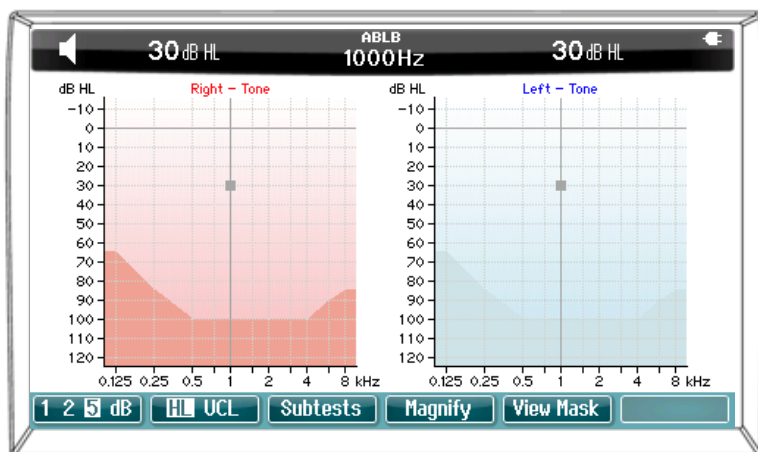 ABLB
30 dB HL 1000Hz 30 dB HL
dB HL Right - Tone dB HL Left - Tone
-10 -10
0 0
10 10
20 20
30 30
40 40
50 50
60 60
70 70
80 80
90 90
100 100
110 110
120 120
0.125 0.25 0.5 1 2 4 8 kHz 0.125 0.25 0.5 1 2 4 8 kHz
1 2 5 dB HL UCL Subtests Magnify View Mask